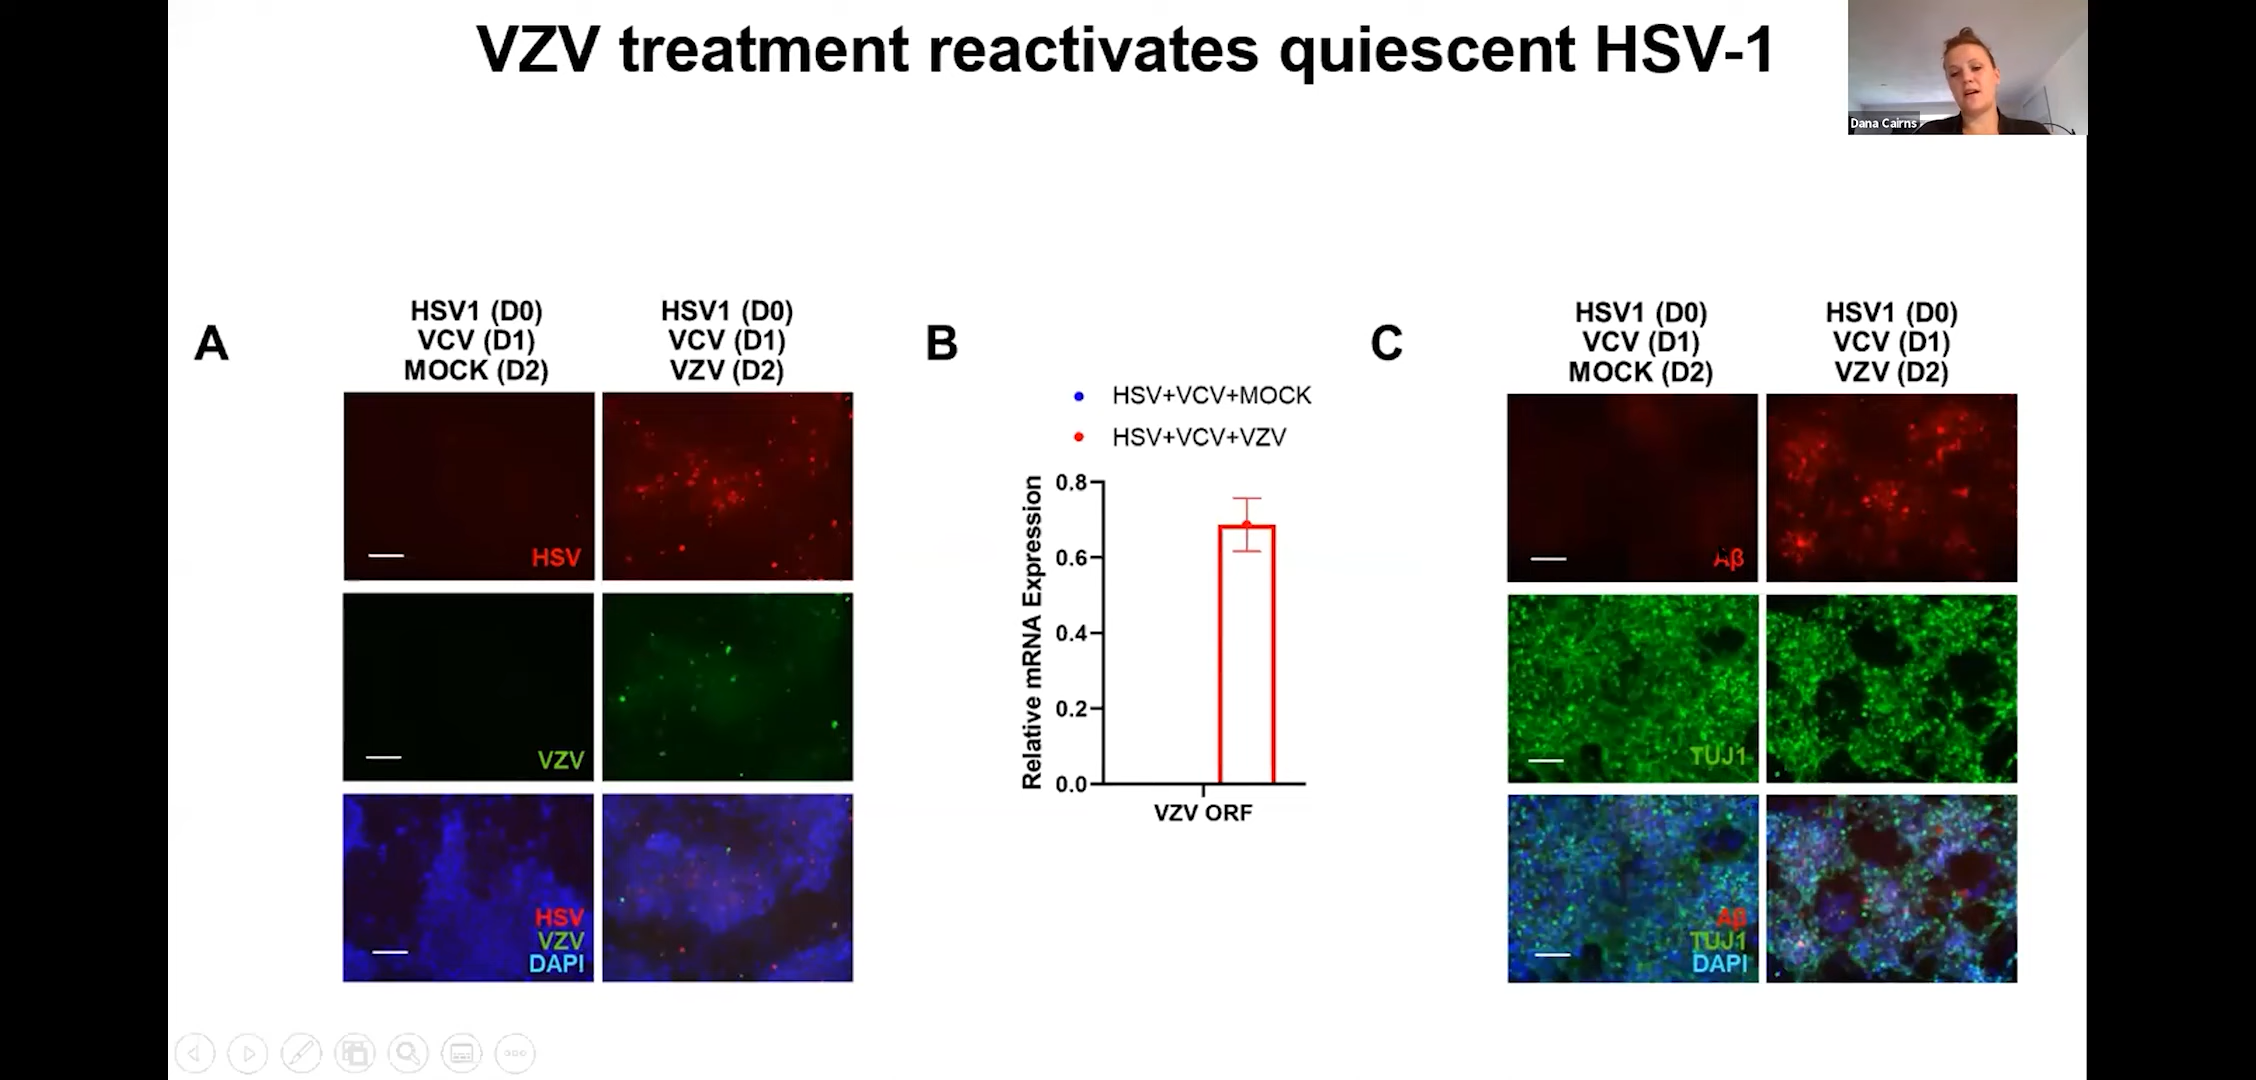 VZV treatment reactivates quiescent HSV-1
Dana Cairns
A
HSV1 (D0)
VCV (D1)
MOCK (D2)
HSV1 (D0)
VCV (D1)
VZV (D2)
HSV
VZV
HSV
VZV
DAPI
B
HSV+VCV+MOCK
HSV+VCV+VZV
Relative mRNA Expression
0.8
0.6
0.4
0.2
0.0
VZV ORF
C
HSV1 (D0)
VCV (D1)
MOCK (D2)
HSV1 (D0)
VCV (D1)
VZV (D2)
Aβ
TUJ1
Aβ
TUJ1
DAPI